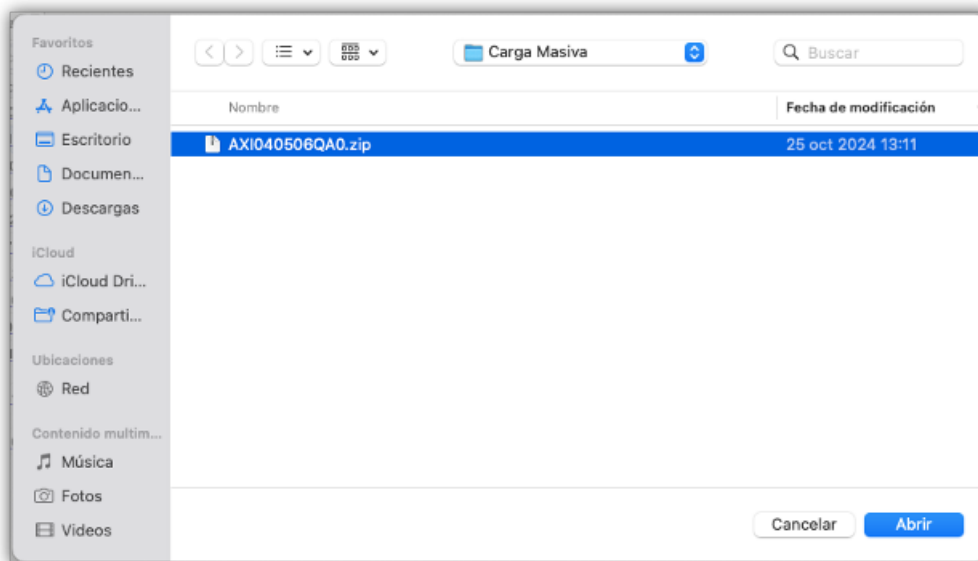 Favoritos
Recientes
Aplicacio...
Escritorio
Documen...
Descargas
iCloud
iCloud Dri...
Comparti...
Ubicaciones
Red
Contenido multim...
Música
Fotos
Videos
Carga Masiva
Buscar
Nombre
Fecha de modificación
AXI040506QA0.zip
25 oct 2024 13:11
Cancelar
Abrir